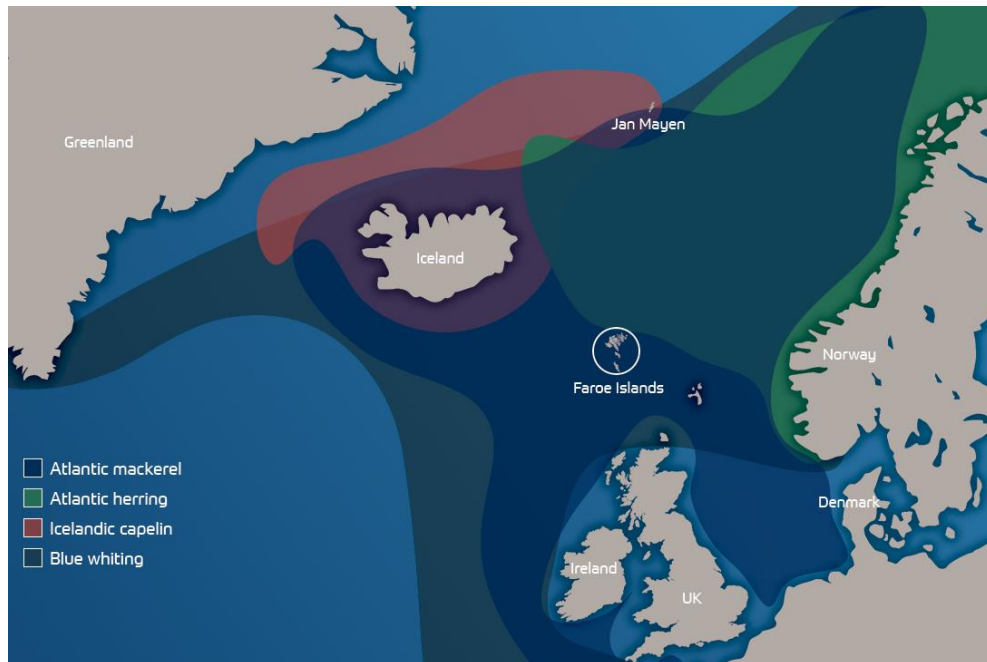 Greenland
Jan Mayen
Iceland
Norway
Faroe Islands
Atlantic mackerel
Atlantic herring
Icelandic capelin
Blue whiting
Denmark
Ireland
UK